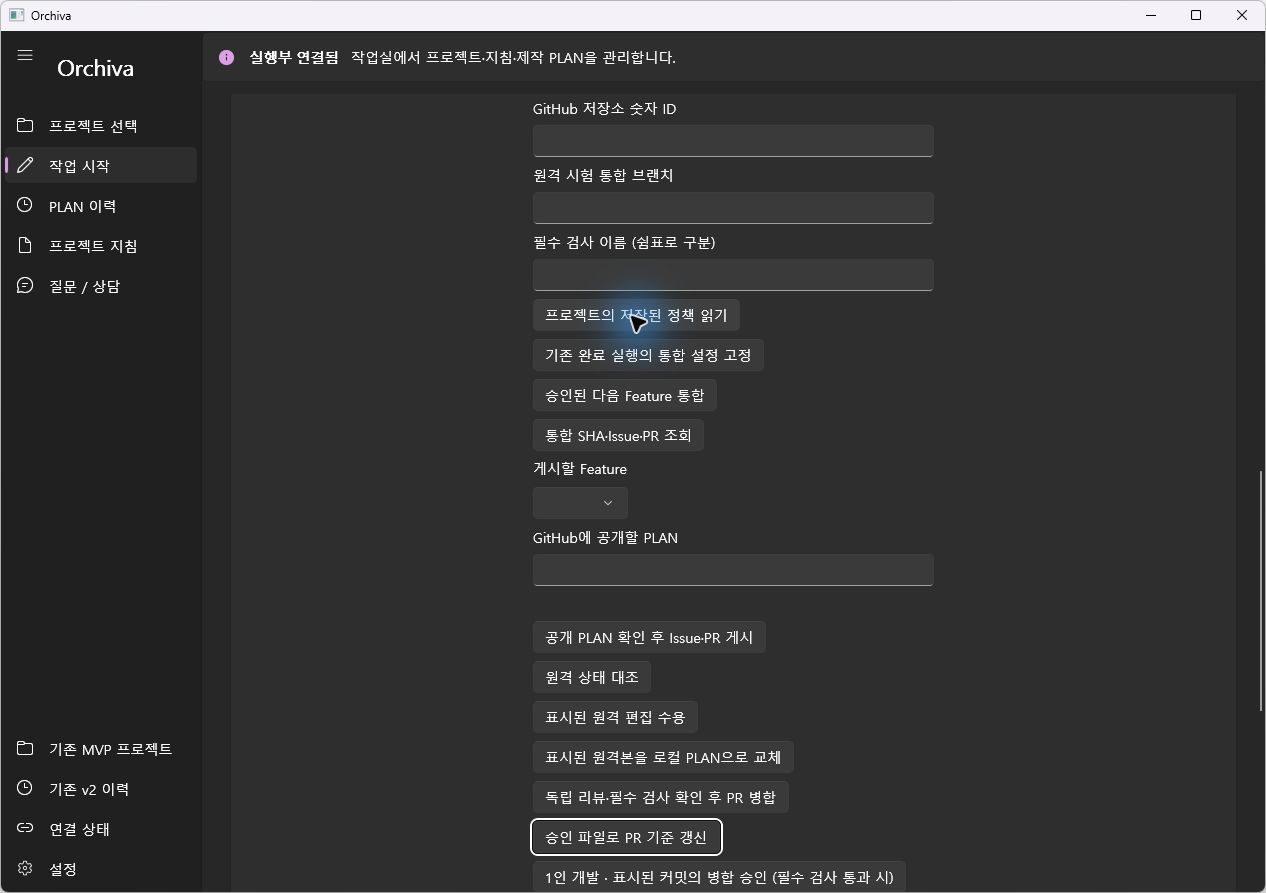 Orchiva
Orchiva
실행부 연결됨 작업실에서 프로젝트·지침·제작 PLAN을 관리합니다.
프로젝트 선택
작업 시작
PLAN 이력
프로젝트 지침
질문 / 상담
기존 MVP 프로젝트
기존 v2 이력
연결 상태
설정
GitHub 저장소 숫자 ID
원격 시험 통합 브랜치
필수 검사 이름 (쉼표로 구분)
프로젝트의 저장된 정책 읽기
기존 완료 실행의 통합 설정 고정
승인된 다음 Feature 통합
통합 SHA·Issue·PR 조회
게시할 Feature
GitHub에 공개할 PLAN
공개 PLAN 확인 후 Issue·PR 게시
원격 상태 대조
표시된 원격 편집 수용
표시된 원격본을 로컬 PLAN으로 교체
독립 리뷰·필수 검사 확인 후 PR 병합
승인 파일로 PR 기준 갱신
1인 개발 · 표시된 커밋의 병합 승인 (필수 검사 통과 시)